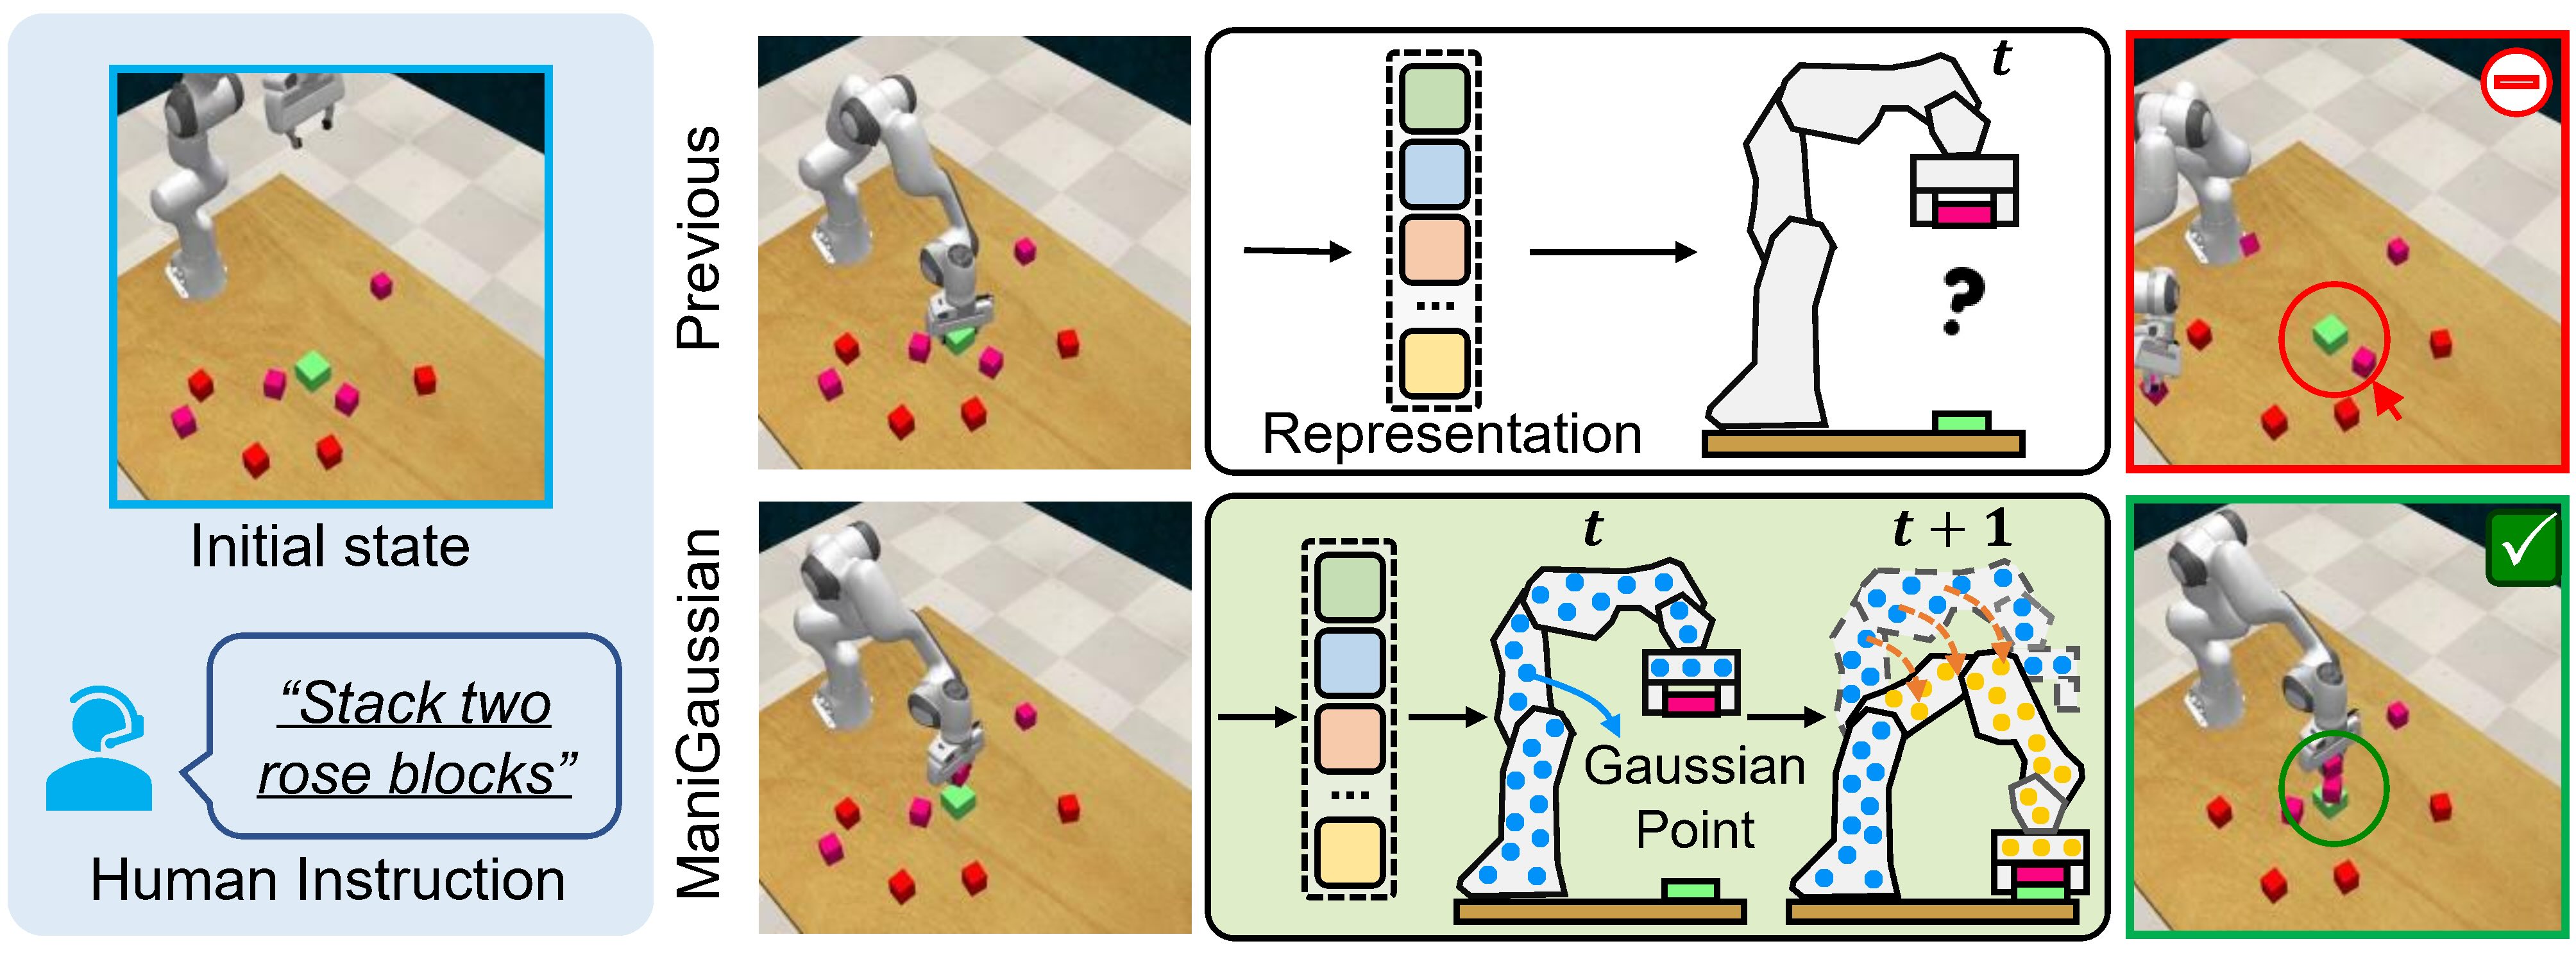 Initial state
“Stack two
rose blocks”
Human Instruction
Previous
...
Representation
t
?
ManiGaussian
...
t
Gaussian
Point
t + 1